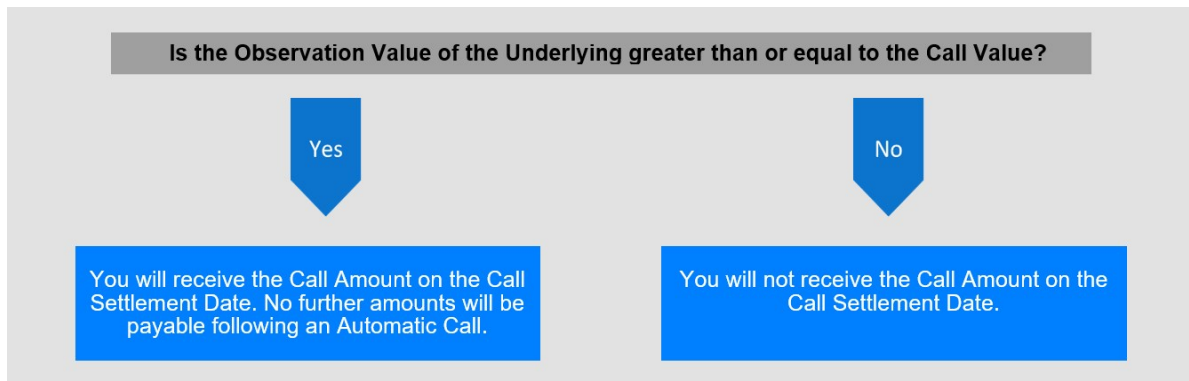 Is the Observation Value of the Underlying greater than or equal to the Call Value?
Yes
No
You will receive the Call Amount on the Call
Settlement Date. No further amounts will be
payable following an Automatic Call.
You will not receive the Call Amount on the
Call Settlement Date.